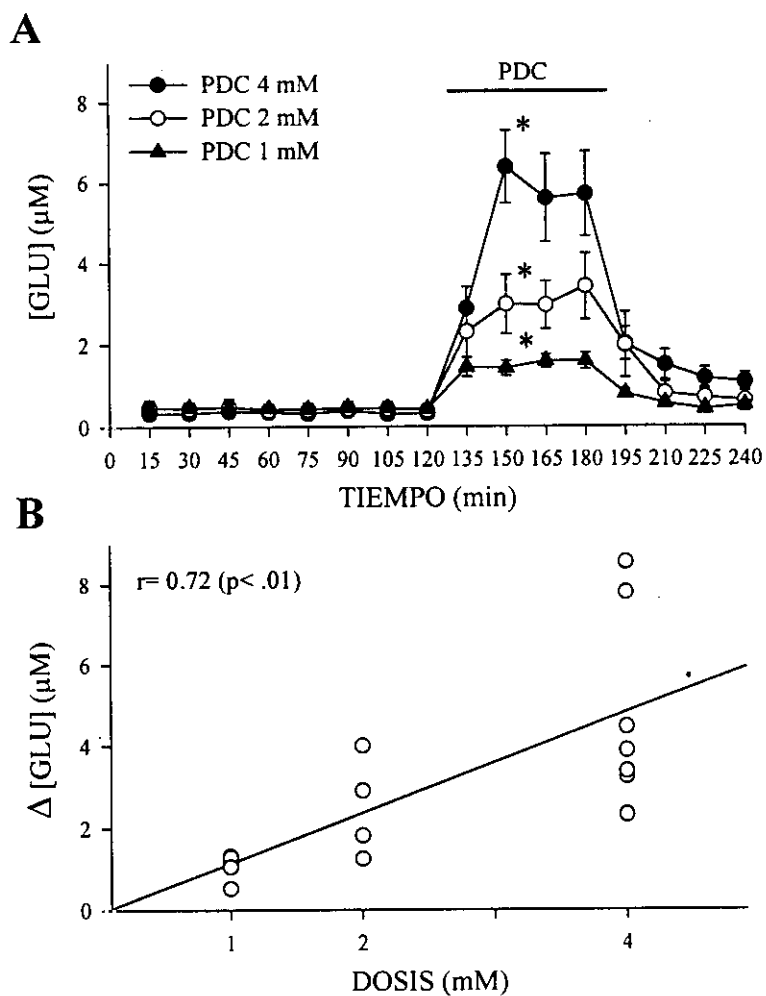 A
PDC
PDC 4 mM
PDC 2 mM
PDC 1 mM
*
*
*
8
6
4
2
0
[GLU] (μM)
0 15 30 45 60 75 90 105 120 135 150 165 180 195 210 225 240
TIEMPO (min)
B
r= 0.72 (p< .01)
8
6
4
2
0
Δ [GLU] (μM)
1 2 4
DOSIS (mM)